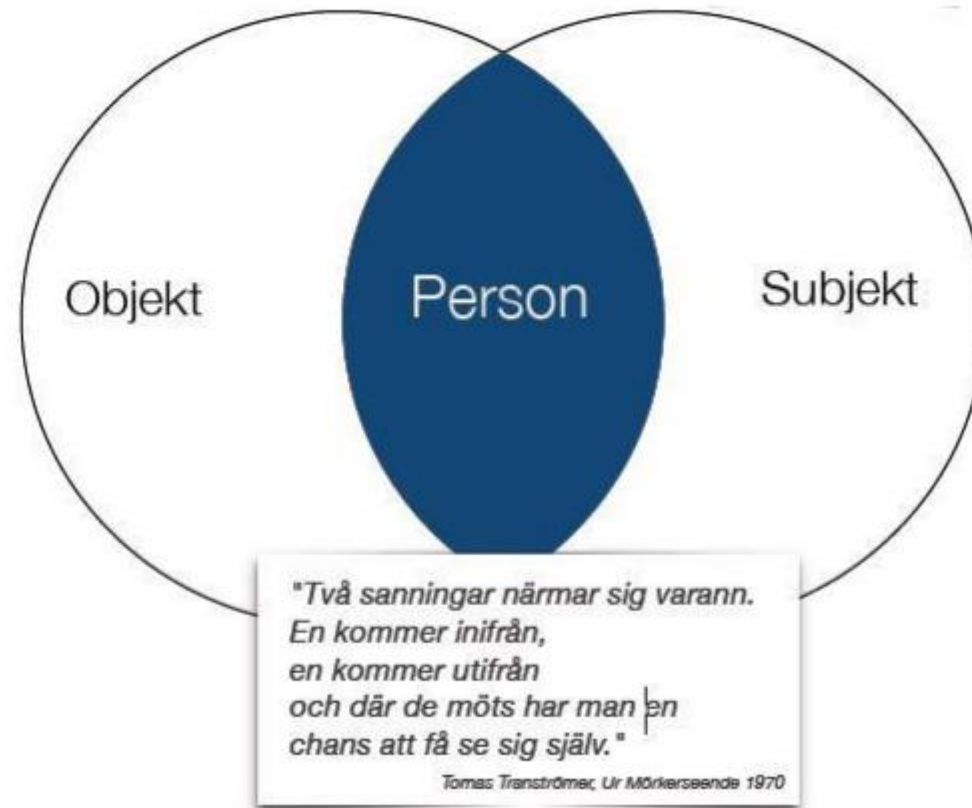 Objekt
Person
Subjekt
"Två sanningar närmar sig varann.
En kommer inifrån,
en kommer utifrån
och där de möts har man en
chans att få se sig själv."
Tomas Tranströmer, Ur Mörkerseende 1970